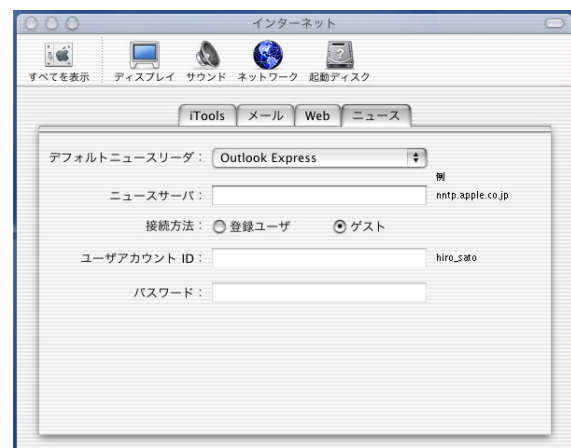 インターネット
すべてを表示 ディスプレイ サウンド ネットワーク 起動ディスク
iTools メール Web ニュース
デフォルトニュースリーダ： Outlook Express
例
ニュースサーバ： nntp.apple.co.jp
接続方法： 登録ユーザ ゲスト
ユーザアカウント ID： hiro_sato
パスワード：